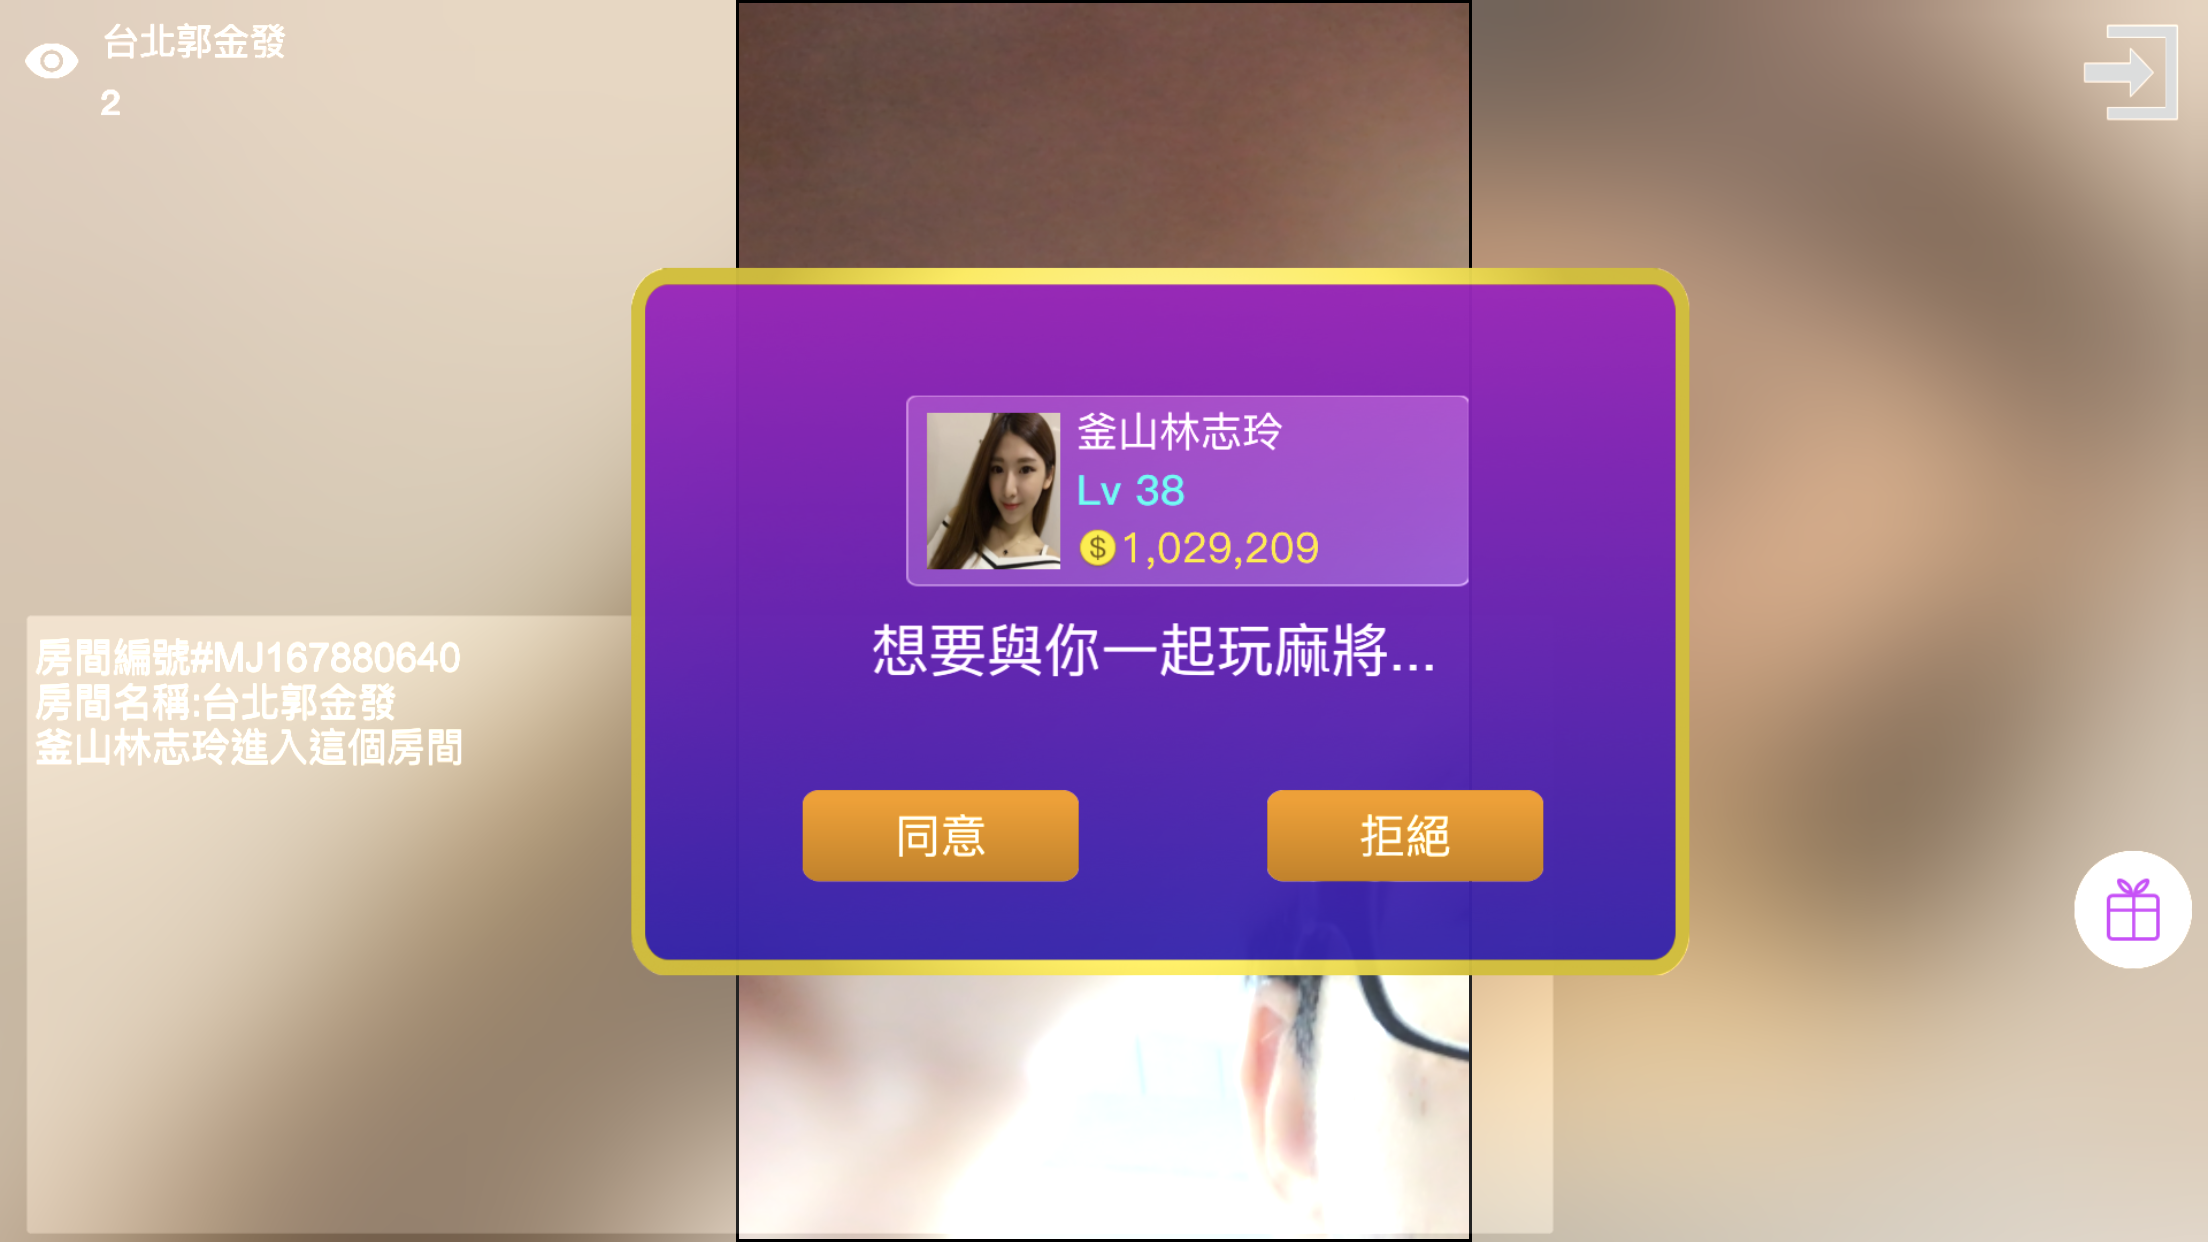 台北郭金發
2
釜山林志玲
Lv 38
$1,029,209
想要與你一起玩麻將...
同意
拒絕
房間編號#MJ167880640
房間名稱:台北郭金發
釜山林志玲進入這個房間